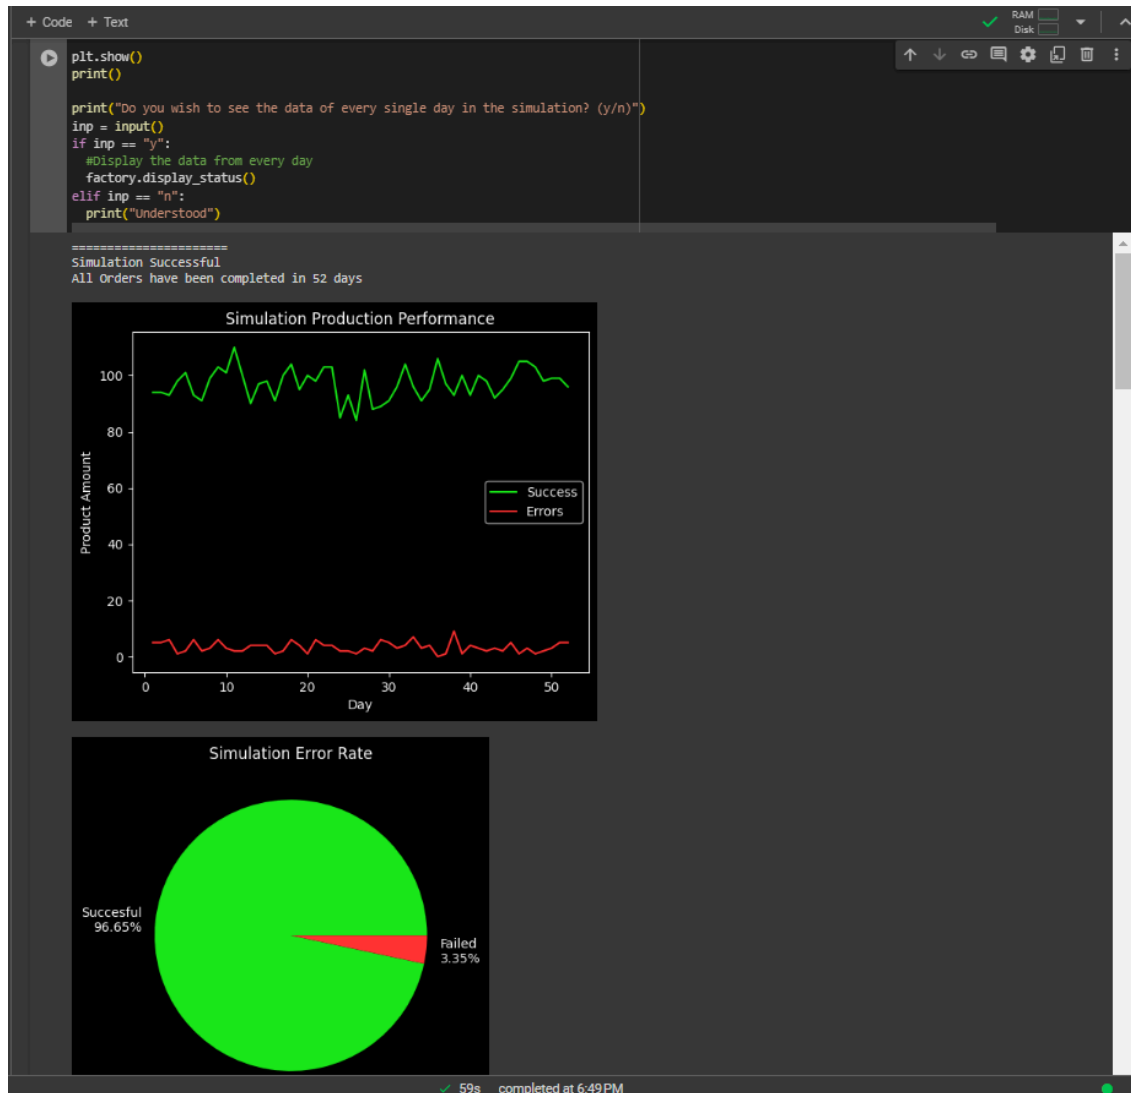 + Code + Text
RAM
Disk
plt.show()
print()
print("Do you wish to see the data of every single day in the simulation? (y/n)")
inp = input()
if inp == "y":
#Display the data from every day
factory.display_status()
elif inp == "n":
print("Understood")
======================
Simulation Successful
All Orders have been completed in 52 days
Simulation Production Performance
100
80
60
40
20
0
Product Amount
Success
Errors
0 10 20 30 40 50
Day
Simulation Error Rate
Succesful
96.65%
Failed
3.35%
59s completed at 6:49 PM